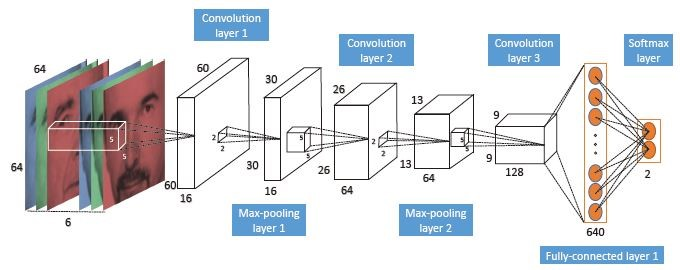 Convolution
layer 1
Convolution
layer 2
Convolution
layer 3
Softmax
layer
64
64
6
5
5
60
60
16
2
2
30
30
16
5
5
26
26
64
2
2
13
13
64
5
5
9
9
128
640
2
Max-pooling
layer 1
Max-pooling
layer 2
Fully-connected layer 1